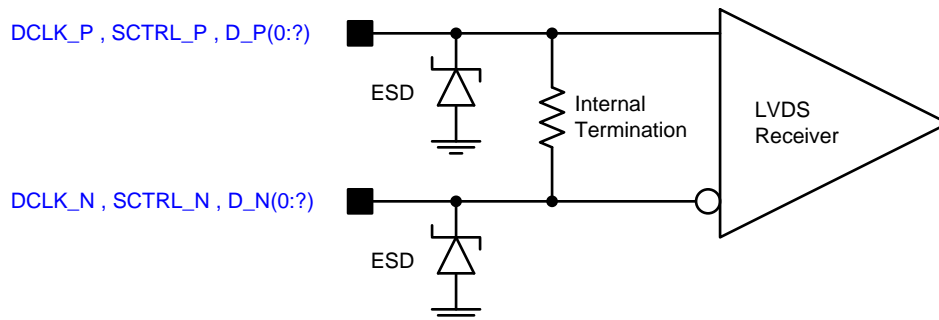 DCLK_P , SCTRL_P , D_P(0:?)
ESD
Internal
Termination
LVDS
Receiver
DCLK_N , SCTRL_N , D_N(0:?)
ESD